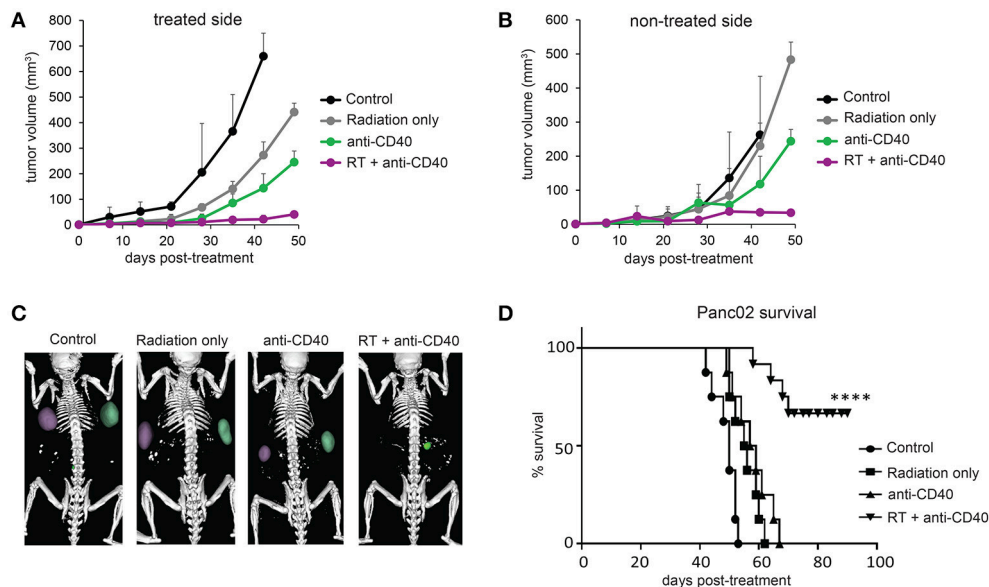 A
treated side
tumor volume (mm³)
800
700
600
500
400
300
200
100
0
0 10 20 30 40 50
days post-treatment
Control
Radiation only
anti-CD40
RT + anti-CD40
B
non-treated side
tumor volume (mm³)
600
500
400
300
200
100
0
0 10 20 30 40 50
days post-treatment
Control
Radiation only
anti-CD40
RT + anti-CD40
C
Control Radiation only anti-CD40 RT + anti-CD40
D
Panc02 survival
% survival
100
50
0
0 20 40 60 80 100
days post-treatment
****
Control
Radiation only
anti-CD40
RT + anti-CD40